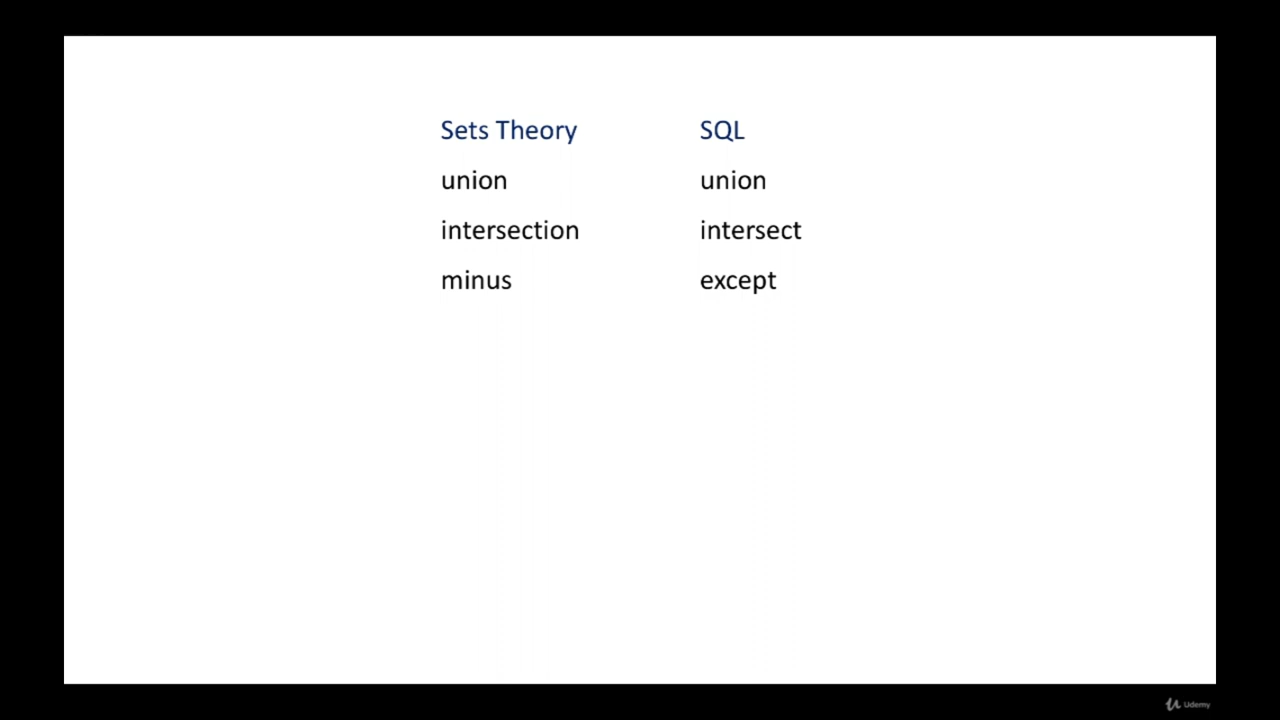 Sets Theory SQL
union union
intersection intersect
minus except
Udemy